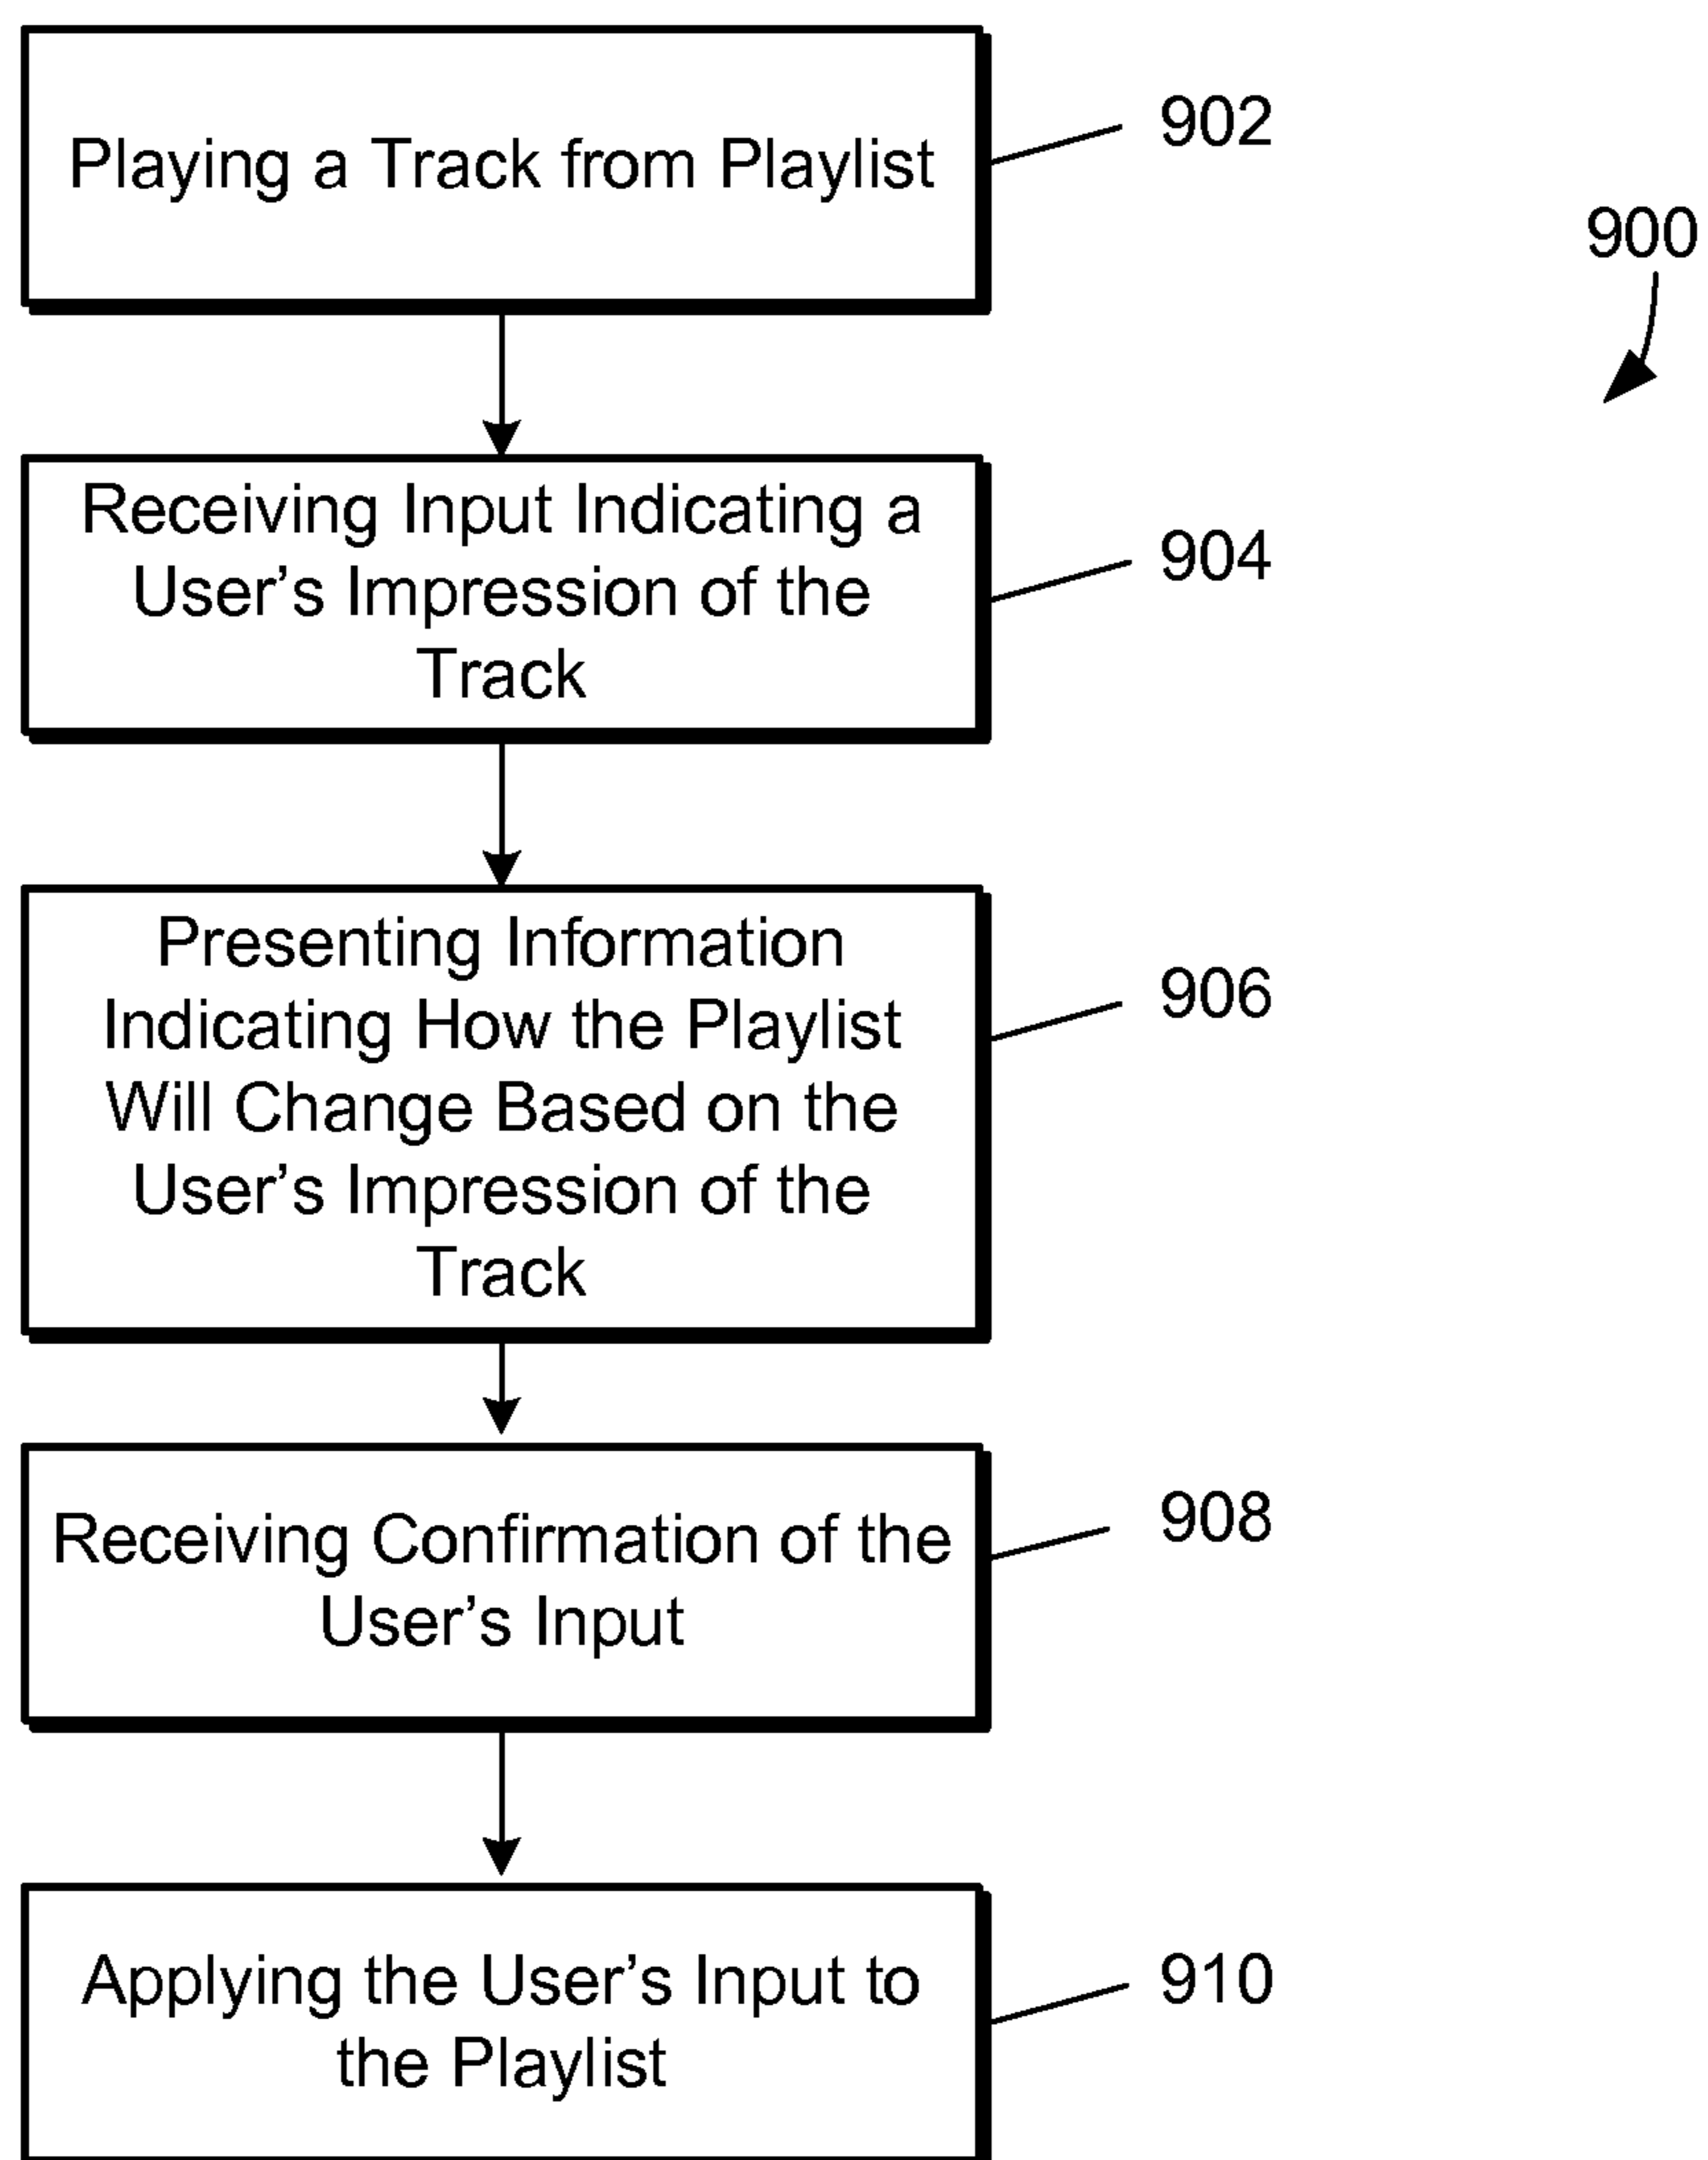 Playing a Track from Playlist
902
900
Receiving Input Indicating a
User’s Impression of the
Track
904
Presenting Information
Indicating How the Playlist
Will Change Based on the
User’s Impression of the
Track
906
Receiving Confirmation of the
User’s Input
908
Applying the User’s Input to
the Playlist
910